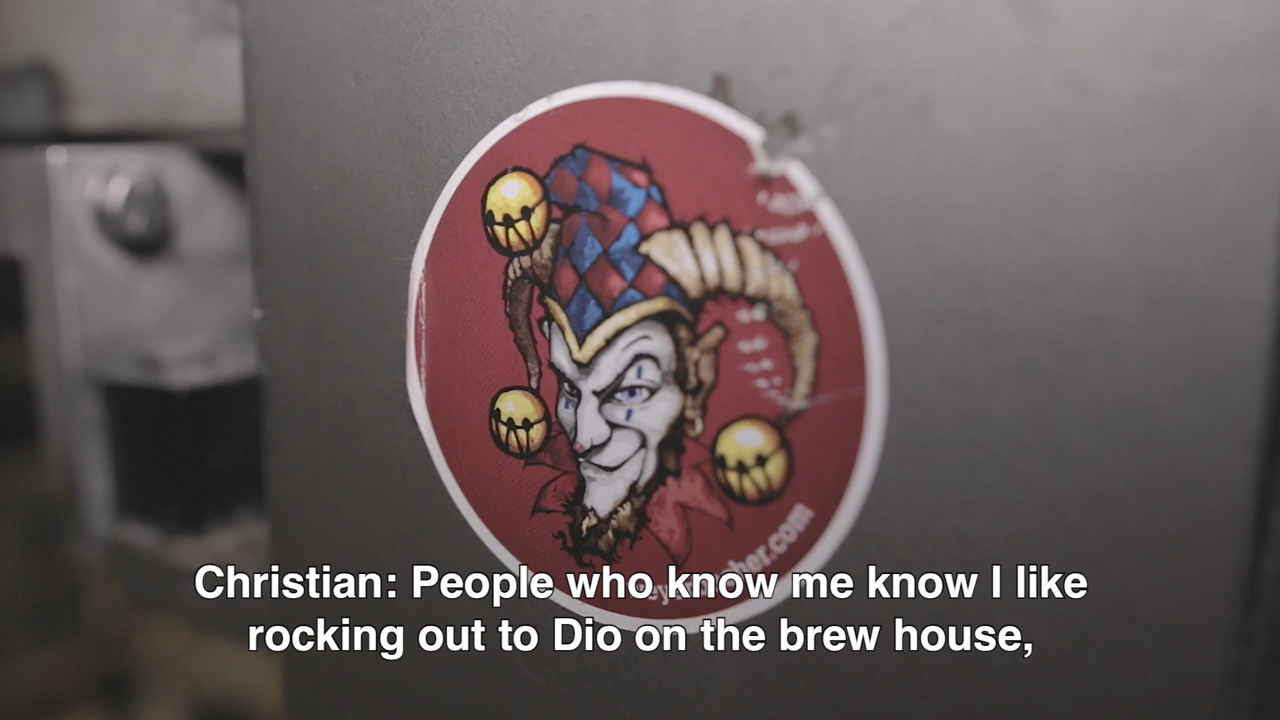 Christian: People who know me know I like
rocking out to Dio on the brew house,